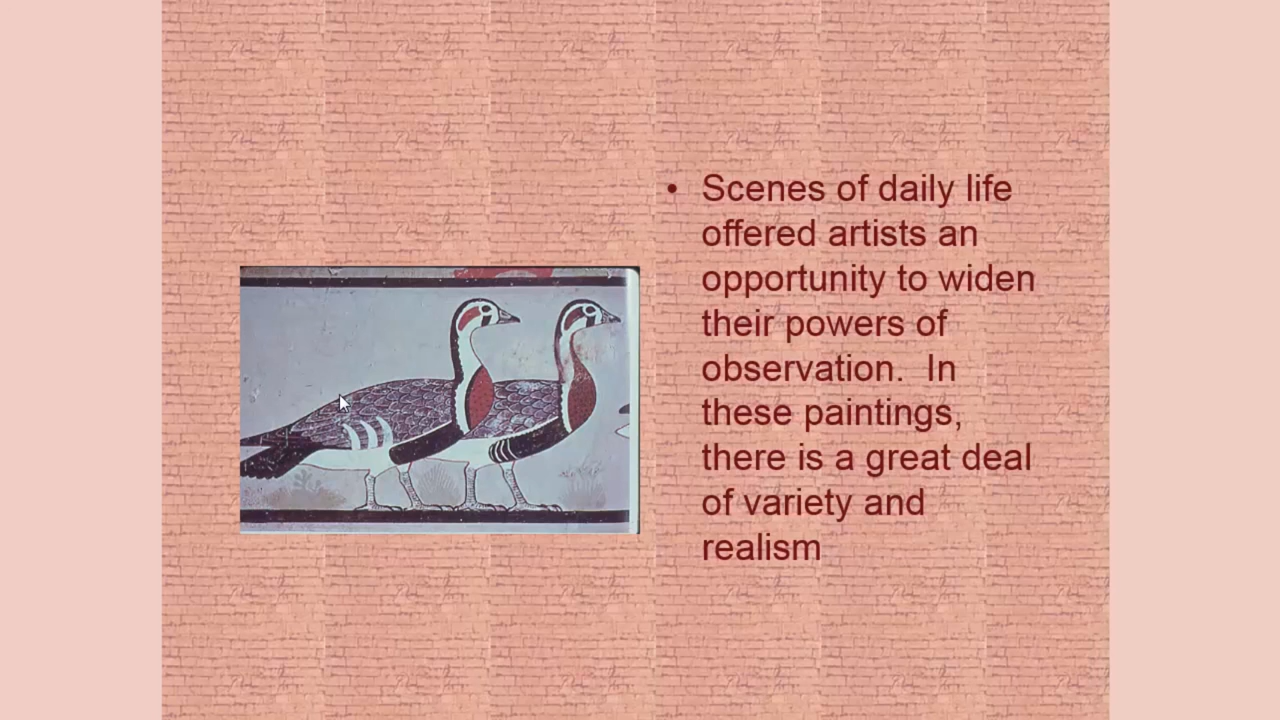 • Scenes of daily life
offered artists an
opportunity to widen
their powers of
observation.  In
these paintings,
there is a great deal
of variety and
realism